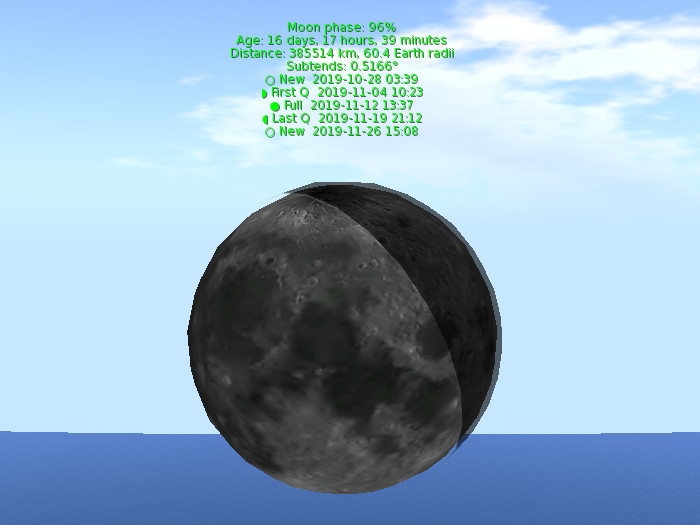 Moon phase: 96%
Age: 16 days, 17 hours, 39 minutes
Distance: 385514 km, 60.4 Earth radii
Subtends: 0.5166°
○ New 2019-10-28 03:39
◗ First Q 2019-11-04 10:23
● Full 2019-11-12 13:37
◖ Last Q 2019-11-19 21:12
○ New 2019-11-26 15:08